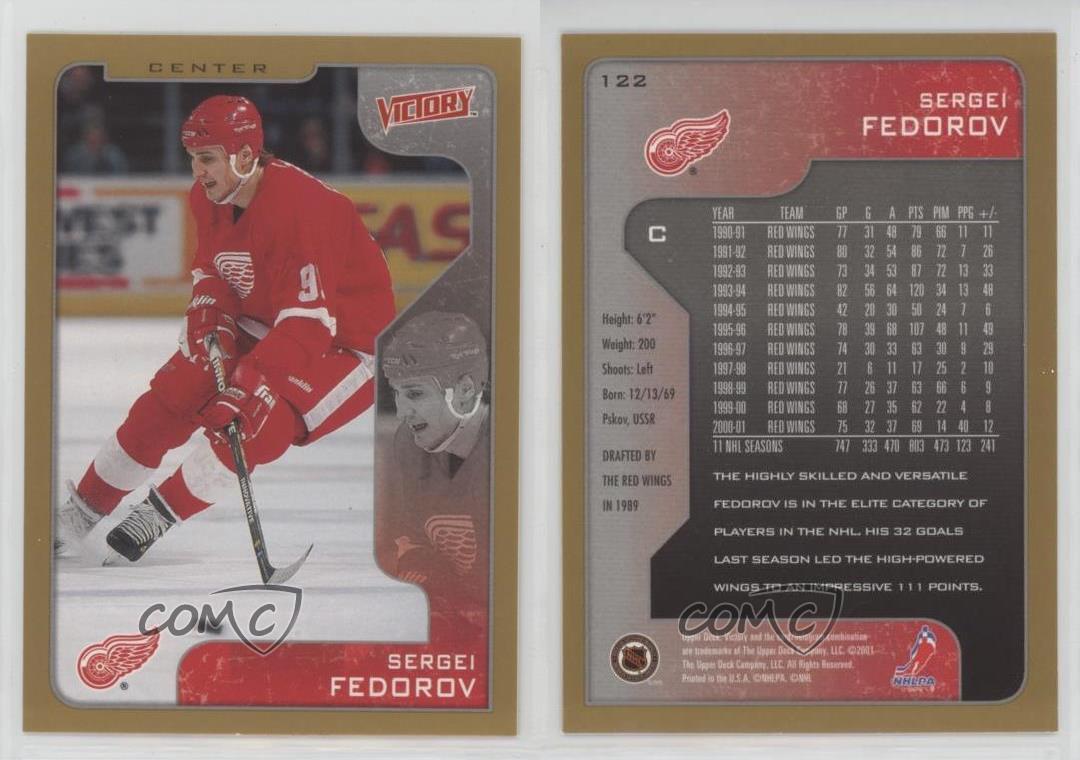 CENTER
VICTORY
WEST
9
franklin
COMC
SERGEI
FEDOROV
122
SERGEI
FEDOROV
C
Height: 6'2"
Weight: 200
Shoots: Left
Born: 12/13/69
Pskov, USSR
DRAFTED BY
THE RED WINGS
IN 1989
YEAR TEAM GP G A PTS PIM PPG +/-
1990-91 RED WINGS 77 31 48 79 66 11 11
1991-92 RED WINGS 80 32 54 86 72 7 26
1992-93 RED WINGS 73 34 53 87 72 13 33
1993-94 RED WINGS 82 56 64 120 34 13 48
1994-95 RED WINGS 42 20 30 50 24 7 6
1995-96 RED WINGS 78 39 68 107 48 11 49
1996-97 RED WINGS 74 30 33 63 30 9 29
1997-98 RED WINGS 21 6 11 17 25 2 10
1998-99 RED WINGS 77 26 37 63 66 6 9
1999-00 RED WINGS 68 27 35 62 22 4 8
2000-01 RED WINGS 75 32 37 69 14 40 12
11 NHL SEASONS 747 333 470 803 473 123 241
THE HIGHLY SKILLED AND VERSATILE
FEDOROV IS IN THE ELITE CATEGORY OF
PLAYERS IN THE NHL. HIS 32 GOALS
LAST SEASON LED THE HIGH-POWERED
WINGS TO AN IMPRESSIVE 111 POINTS.
COMC
Upper Deck, Victory and the card/hologram combination
are trademarks of The Upper Deck Company, LLC. ©2001
The Upper Deck Company, LLC. All Rights Reserved.
Printed in the U.S.A. ©NHLPA. ©NHL
NHLPA